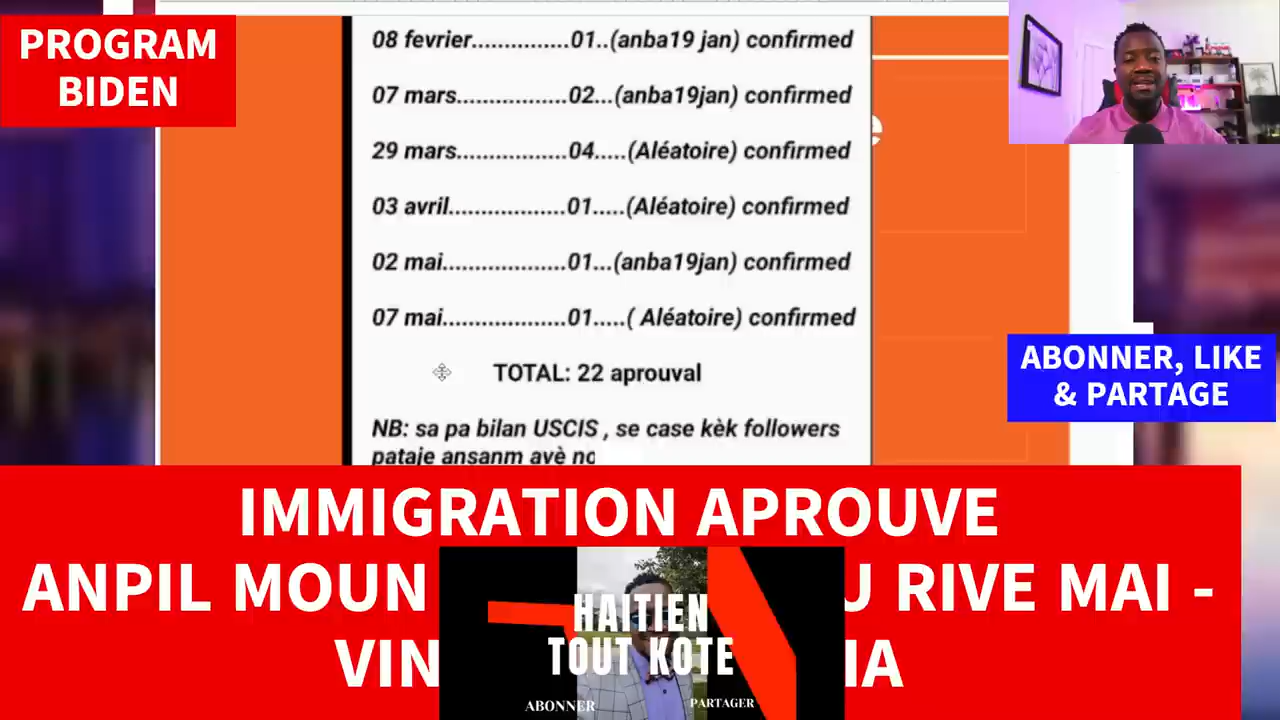 PROGRAM
BIDEN
08 fevrier...............01..(anba19 jan) confirmed
07 mars.................02...(anba19jan) confirmed
29 mars.................04.....(Aléatoire) confirmed
03 avril..................01.....(Aléatoire) confirmed
02 mai...................01...(anba19jan) confirmed
07 mai...................01.....( Aléatoire) confirmed
TOTAL: 22 aprouval
NB: sa pa bilan USCIS , se case kèk followers
pataje ansanm avè
ABONNER, LIKE
& PARTAGE
IMMIGRATION APROUVE
ANPIL MOUN RIVE MAI -
HAITIEN
TOUT KOTE
ABONNER
PARTAGER